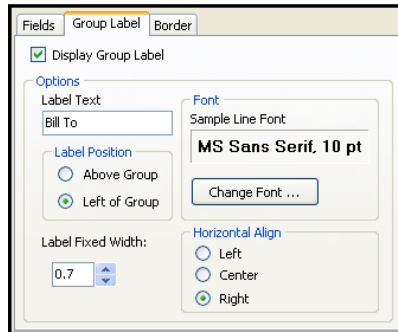 Fields Group Label Border
Display Group Label
Options
Label Text
Bill To
Label Position
Above Group
Left of Group
Label Fixed Width:
0.7
Font
Sample Line Font
MS Sans Serif, 10 pt
Change Font ...
Horizontal Align
Left
Center
Right